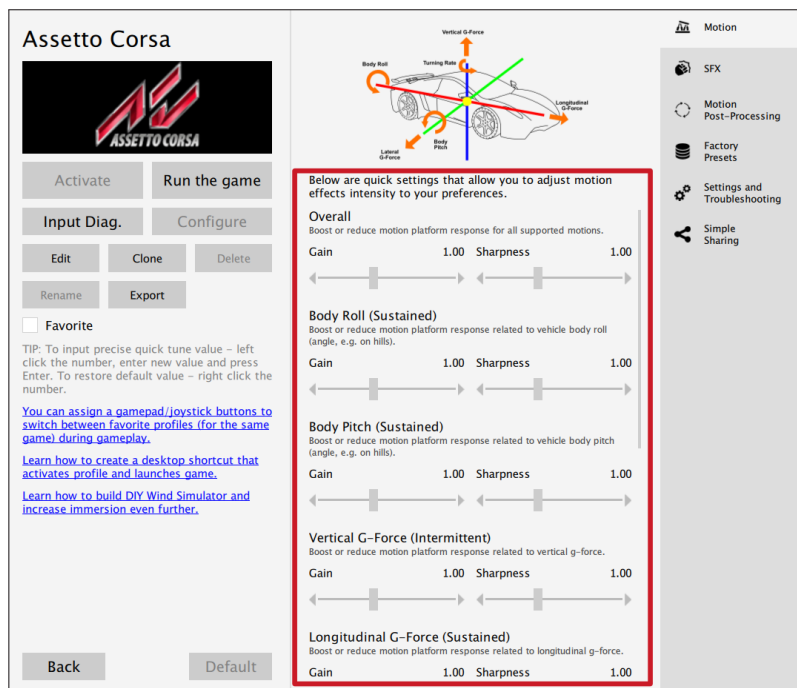 Assetto Corsa
ASSETTO CORSA
Activate
Run the game
Input Diag.
Configure
Edit
Clone
Delete
Rename
Export
Favorite
TIP: To input precise quick tune value – left
click the number, enter new value and press
Enter. To restore default value – right click the
number.
You can assign a gamepad/joystick buttons to
switch between favorite profiles (for the same
game) during gameplay.
Learn how to create a desktop shortcut that
activates profile and launches game.
Learn how to build DIY Wind Simulator and
increase immersion even further.
Back
Default
Vertical G-Force
Body Roll
Turning Rate
Longitudinal
G-Force
Body
Pitch
Lateral
G-Force
Below are quick settings that allow you to adjust motion
effects intensity to your preferences.
Overall
Boost or reduce motion platform response for all supported motions.
Gain 1.00 Sharpness 1.00
Body Roll (Sustained)
Boost or reduce motion platform response related to vehicle body roll
(angle, e.g. on hills).
Gain 1.00 Sharpness 1.00
Body Pitch (Sustained)
Boost or reduce motion platform response related to vehicle body pitch
(angle, e.g. on hills).
Gain 1.00 Sharpness 1.00
Vertical G-Force (Intermittent)
Boost or reduce motion platform response related to vertical g-force.
Gain 1.00 Sharpness 1.00
Longitudinal G-Force (Sustained)
Boost or reduce motion platform response related to longitudinal g-force.
Gain 1.00 Sharpness 1.00
Motion
SFX
Motion
Post-Processing
Factory
Presets
Settings and
Troubleshooting
Simple
Sharing